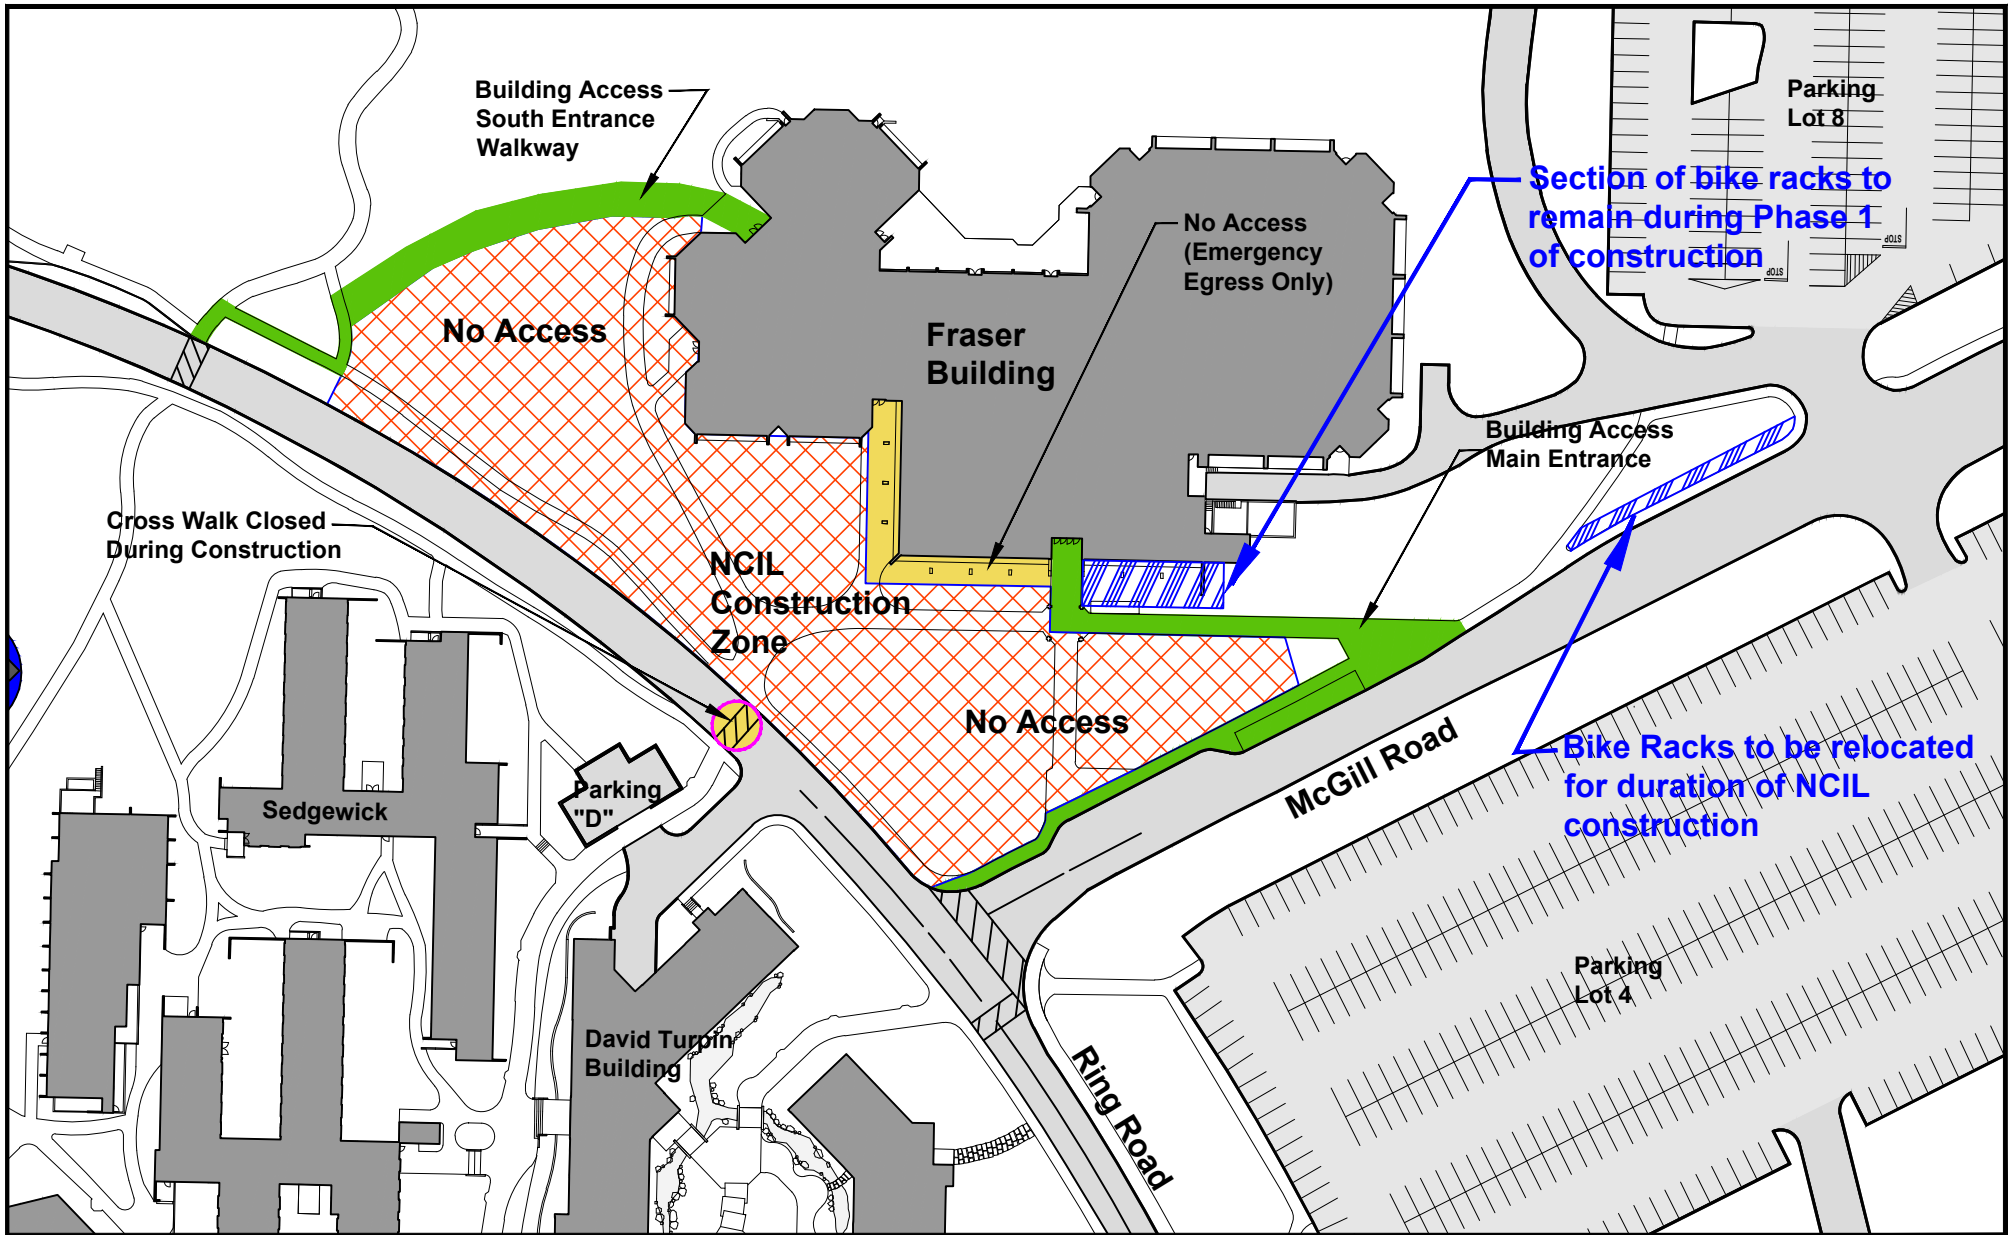 Building Access
South Entrance
Walkway
Parking
Lot 8
Section of bike racks to
remain during Phase 1
of construction
STOP
STOP
No Access
(Emergency
Egress Only)
No Access
Fraser
Building
Building Access
Main Entrance
Cross Walk Closed
During Construction
NCIL
Construction
Zone
No Access
McGill Road
Bike Racks to be relocated
for duration of NCIL
construction
Parking
"D"
Sedgewick
Parking
Lot 4
David Turpin
Building
Ring Road